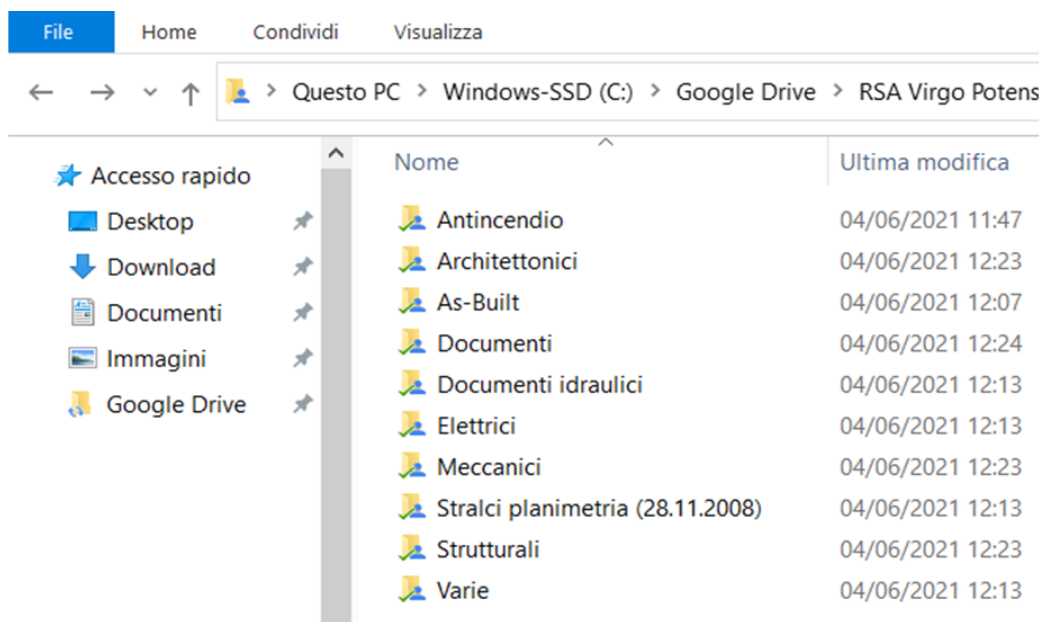 File Home Condividi Visualizza
Questo PC > Windows-SSD (C:) > Google Drive > RSA Virgo Potens
Accesso rapido
Desktop
Download
Documenti
Immagini
Google Drive
Nome Ultima modifica
Antincendio 04/06/2021 11:47
Architettonici 04/06/2021 12:23
As-Built 04/06/2021 12:07
Documenti 04/06/2021 12:24
Documenti idraulici 04/06/2021 12:13
Elettrici 04/06/2021 12:13
Meccanici 04/06/2021 12:23
Stralci planimetria (28.11.2008) 04/06/2021 12:13
Strutturali 04/06/2021 12:23
Varie 04/06/2021 12:13